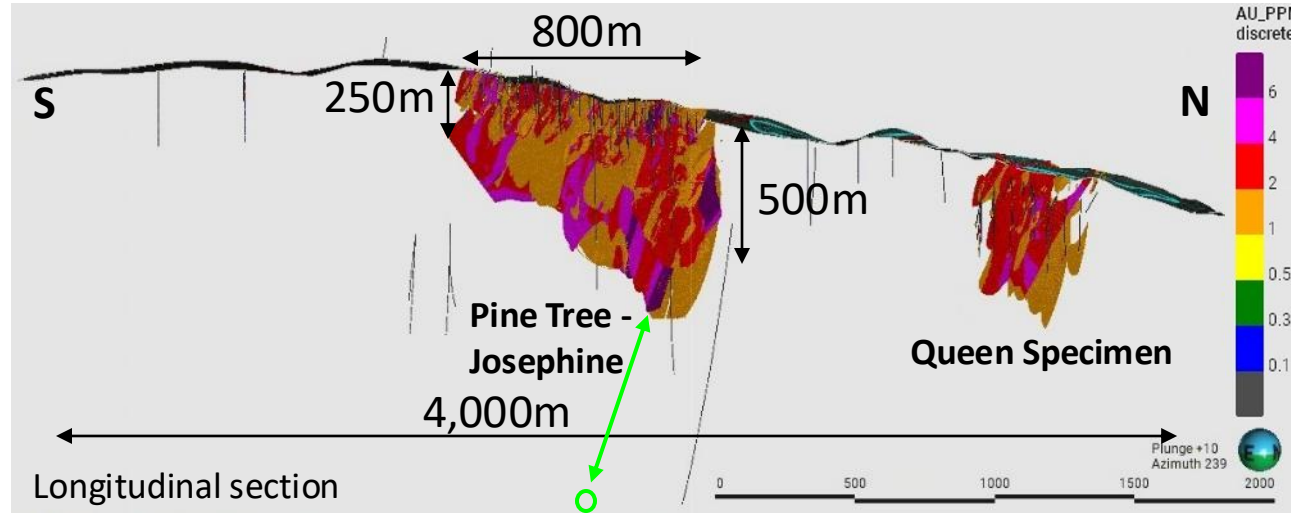 AU_PPM
discrete
800m
S
250m
N
6
4
2
1
0.5
0.3
0.1
500m
Pine Tree -
Josephine
Queen Specimen
4,000m
Plunge +10
Azimuth 239
Longitudinal section
0 500 1000 1500 2000